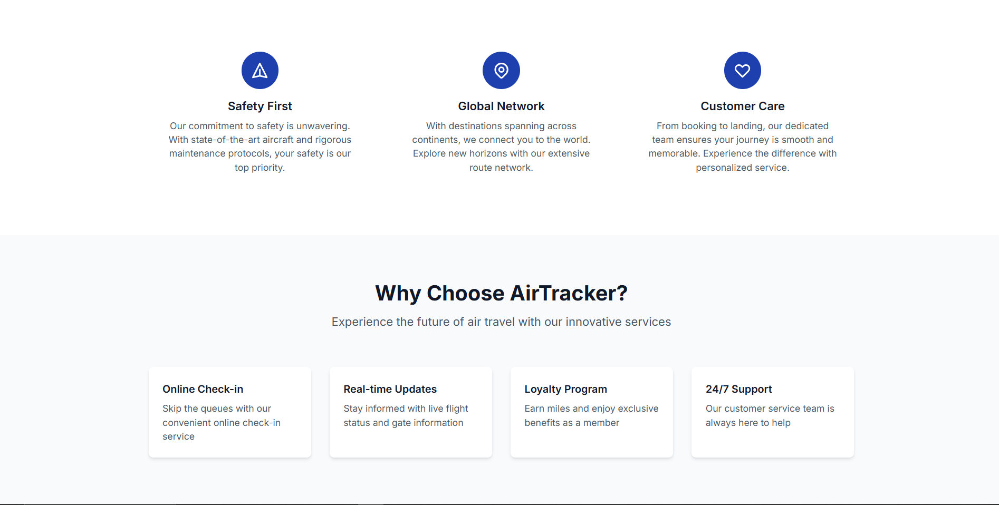 Safety First
Our commitment to safety is unwavering.
With state-of-the-art aircraft and rigorous
maintenance protocols, your safety is our
top priority.
Global Network
With destinations spanning across
continents, we connect you to the world.
Explore new horizons with our extensive
route network.
Customer Care
From booking to landing, our dedicated
team ensures your journey is smooth and
memorable. Experience the difference with
personalized service.
Why Choose AirTracker?
Experience the future of air travel with our innovative services
Online Check-in
Skip the queues with our
convenient online check-in
service
Real-time Updates
Stay informed with live flight
status and gate information
Loyalty Program
Earn miles and enjoy exclusive
benefits as a member
24/7 Support
Our customer service team is
always here to help